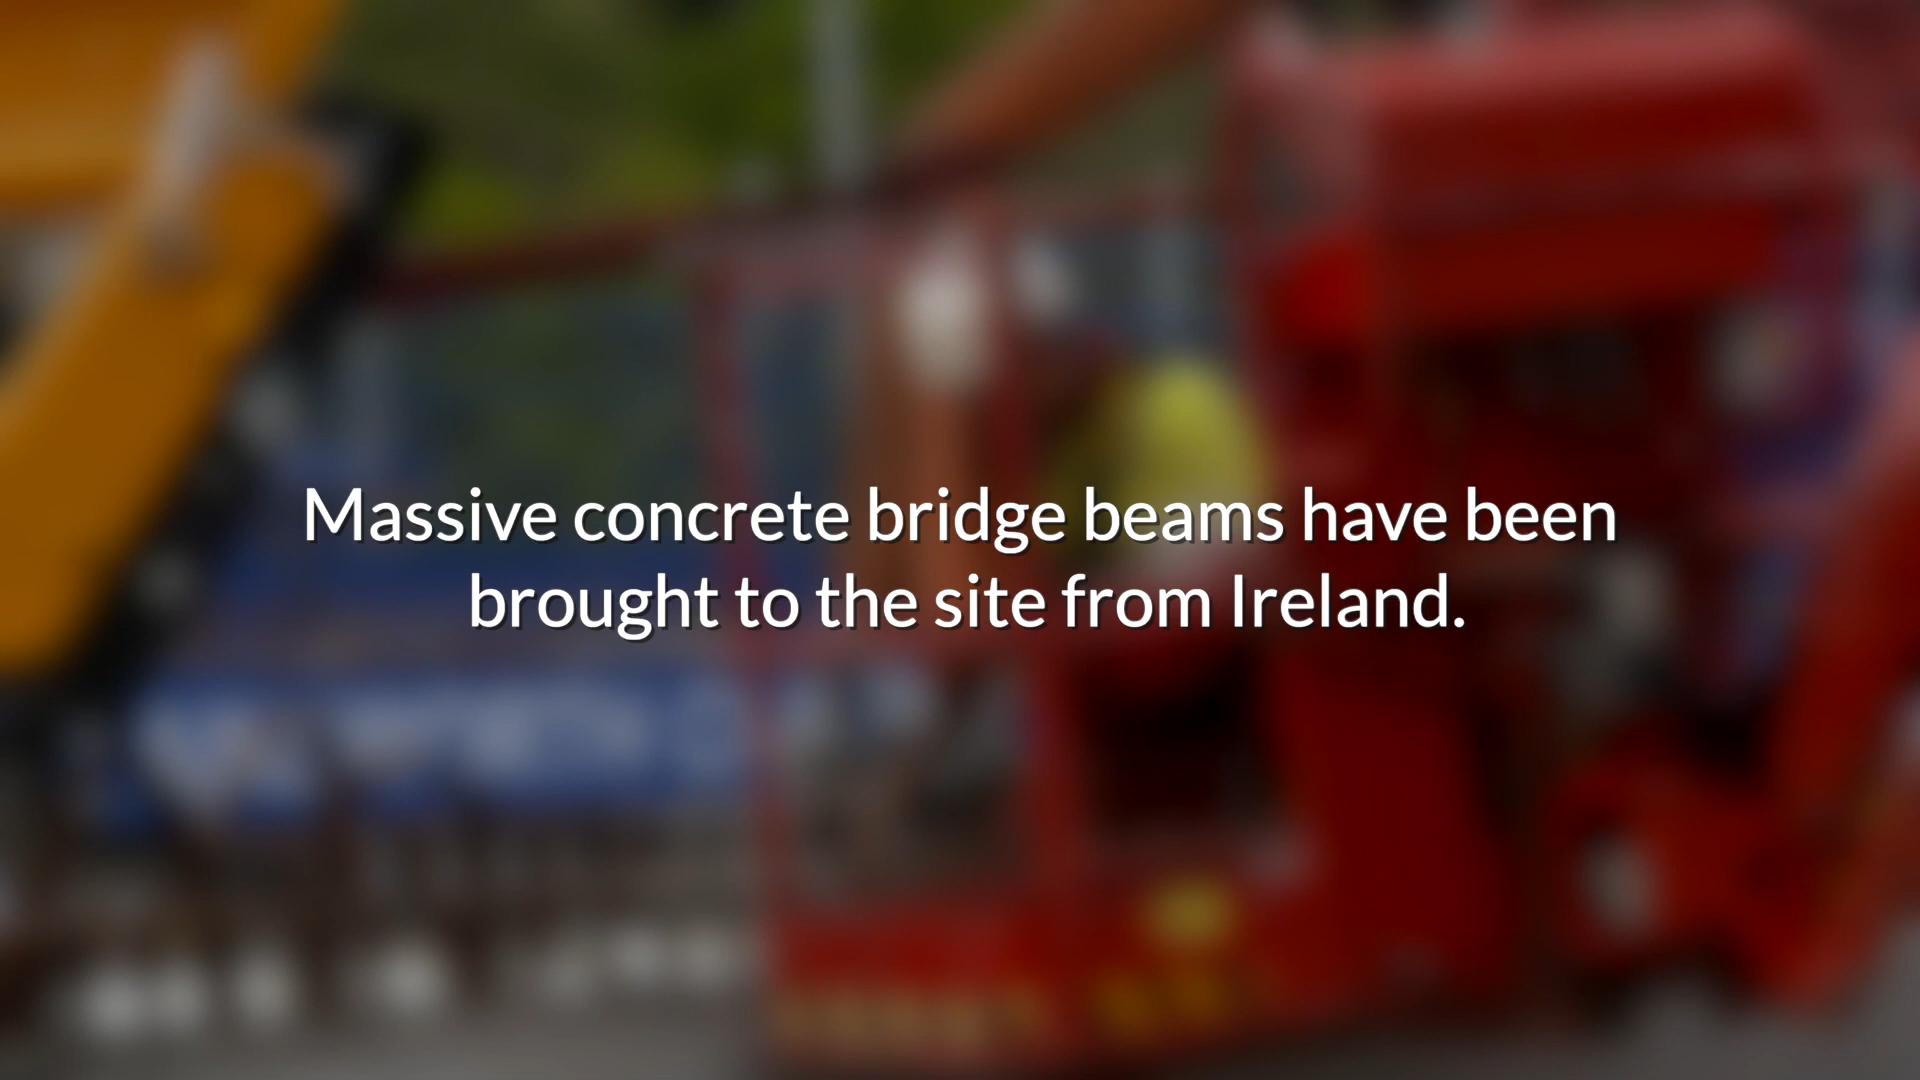 Massive concrete bridge beams have been
brought to the site from Ireland.